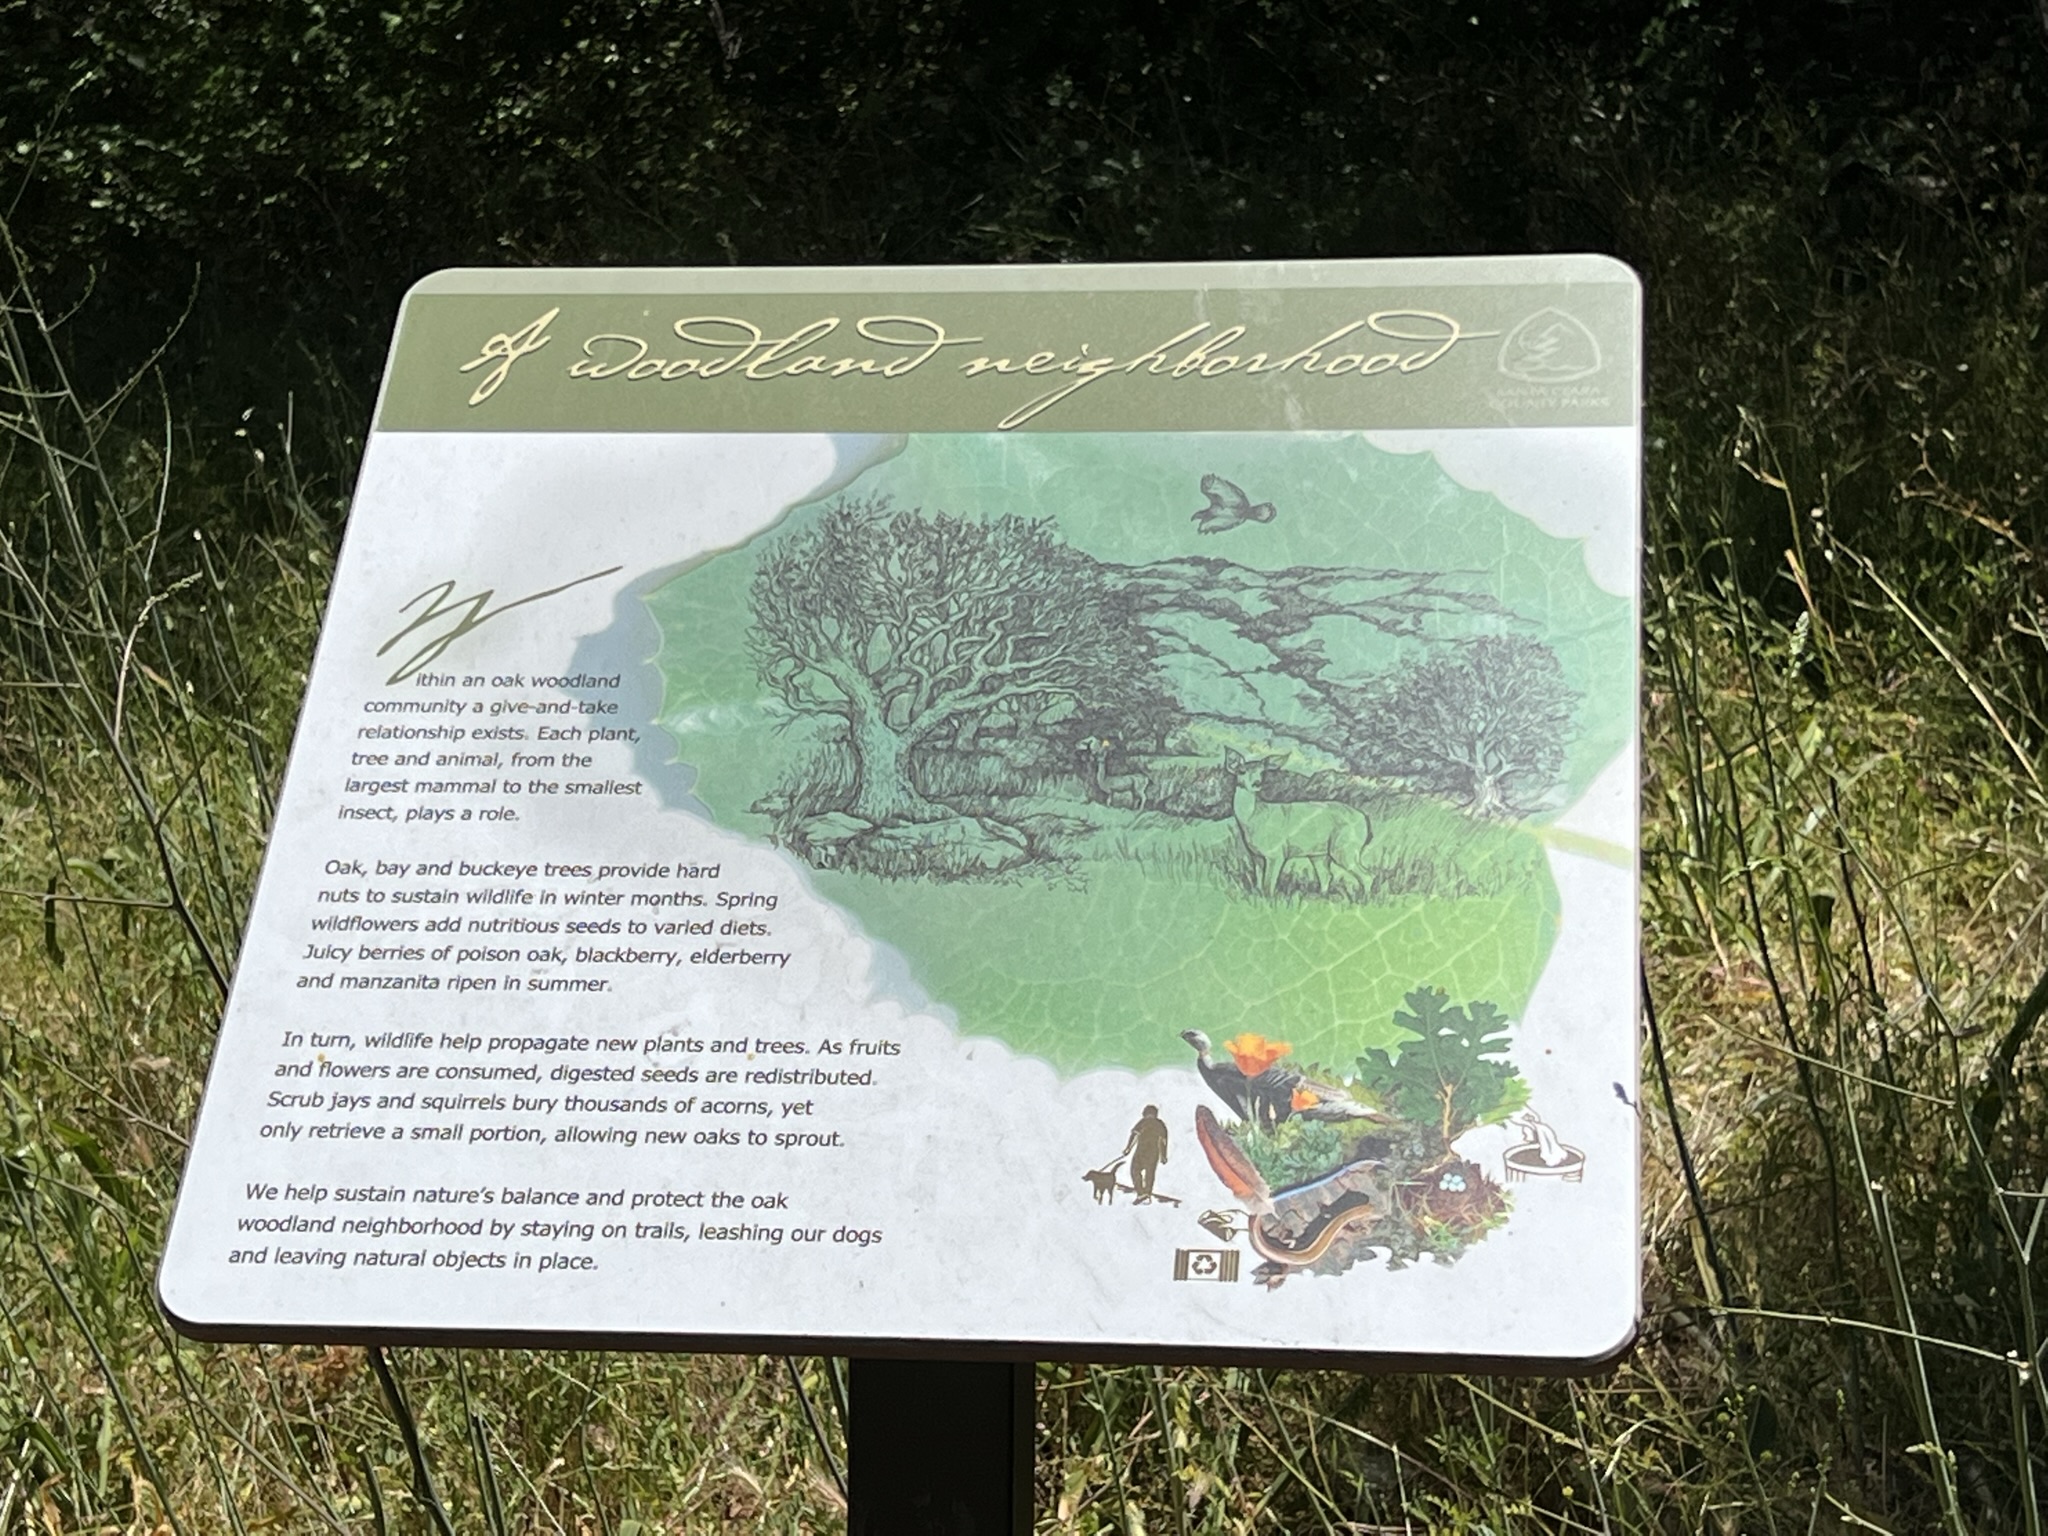 A woodland neighborhood
SANTA CLARA
COUNTY PARKS
Within an oak woodland
community a give-and-take
relationship exists. Each plant,
tree and animal, from the
largest mammal to the smallest
insect, plays a role.
Oak, bay and buckeye trees provide hard
nuts to sustain wildlife in winter months. Spring
wildflowers add nutritious seeds to varied diets.
Juicy berries of poison oak, blackberry, elderberry
and manzanita ripen in summer.
In turn, wildlife help propagate new plants and trees. As fruits
and flowers are consumed, digested seeds are redistributed.
Scrub jays and squirrels bury thousands of acorns, yet
only retrieve a small portion, allowing new oaks to sprout.
We help sustain nature's balance and protect the oak
woodland neighborhood by staying on trails, leashing our dogs
and leaving natural objects in place.